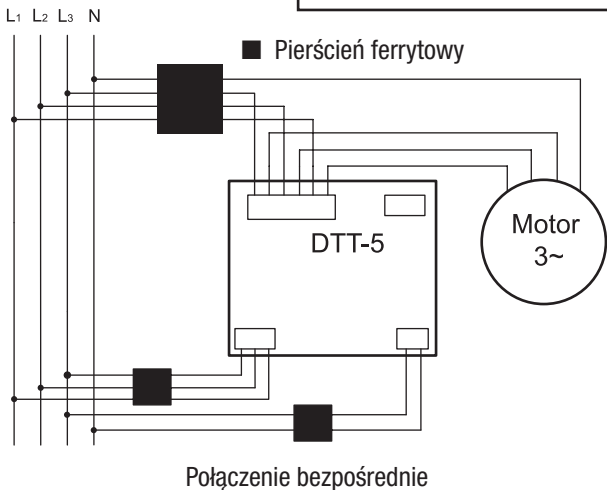 L1 L2 L3 N
Pierścień ferrytowy
DTT-5
Motor
3~
Połączenie bezpośrednie